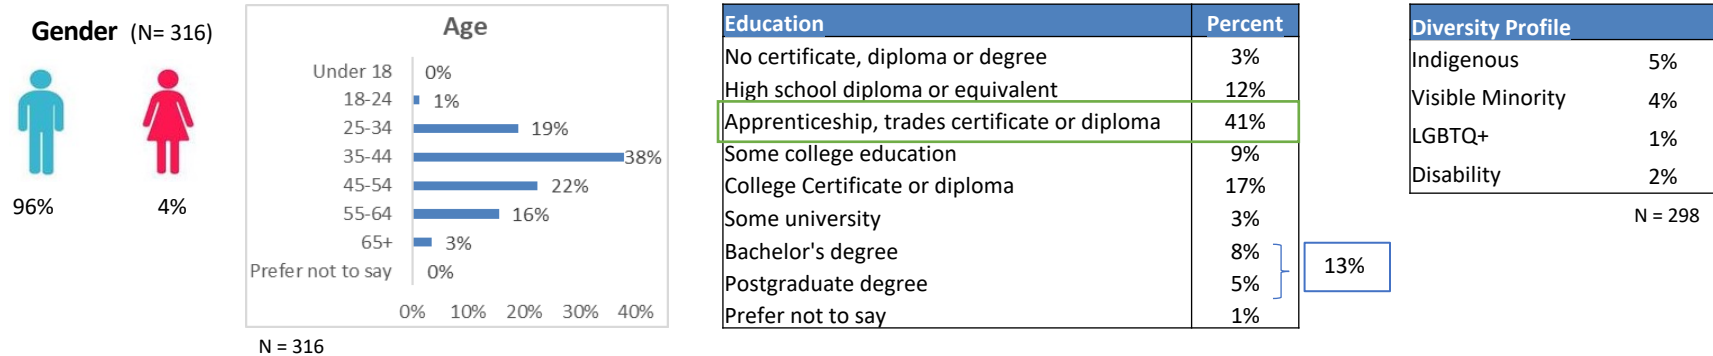 Gender (N= 316)
96% 4%
Age
Under 18 0%
18-24 1%
25-34 19%
35-44 38%
45-54 22%
55-64 16%
65+ 3%
Prefer not to say 0%
0% 10% 20% 30% 40%
N = 316
Education Percent
No certificate, diploma or degree 3%
High school diploma or equivalent 12%
Apprenticeship, trades certificate or diploma 41%
Some college education 9%
College Certificate or diploma 17%
Some university 3%
Bachelor's degree 8%
Postgraduate degree 5%
Prefer not to say 1%
13%
Diversity Profile
Indigenous 5%
Visible Minority 4%
LGBTQ+ 1%
Disability 2%
N = 298